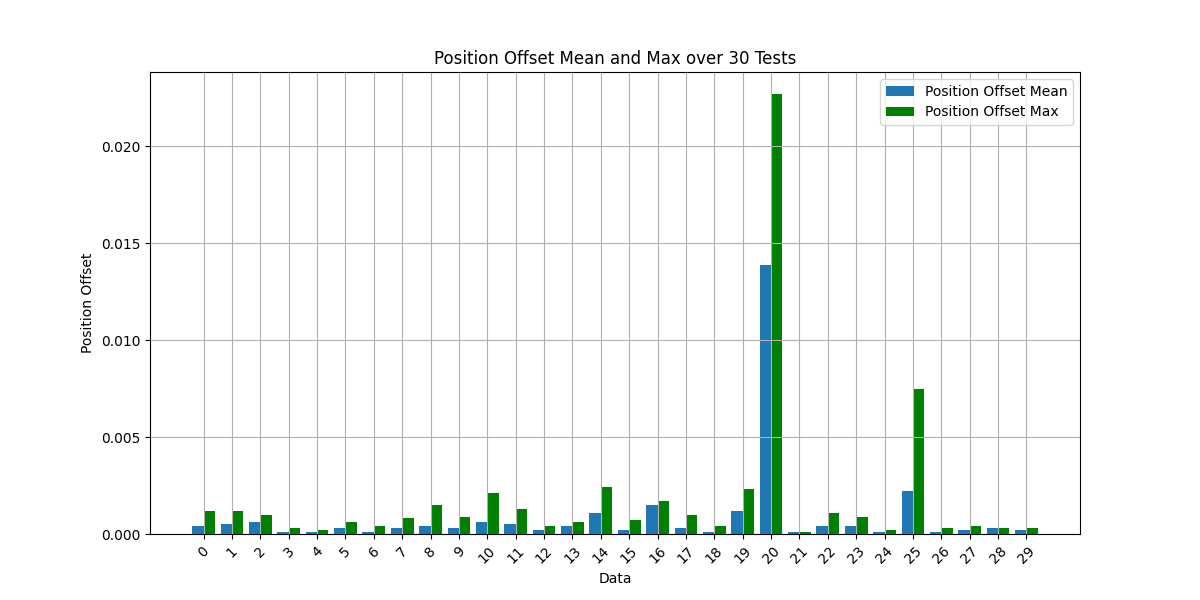 Position Offset Mean and Max over 30 Tests
Position Offset Mean
Position Offset Max
0.020
0.015
0.010
0.005
0.000
Position Offset
0 1 2 3 4 5 6 7 8 9 10 11 12 13 14 15 16 17 18 19 20 21 22 23 24 25 26 27 28 29
Data